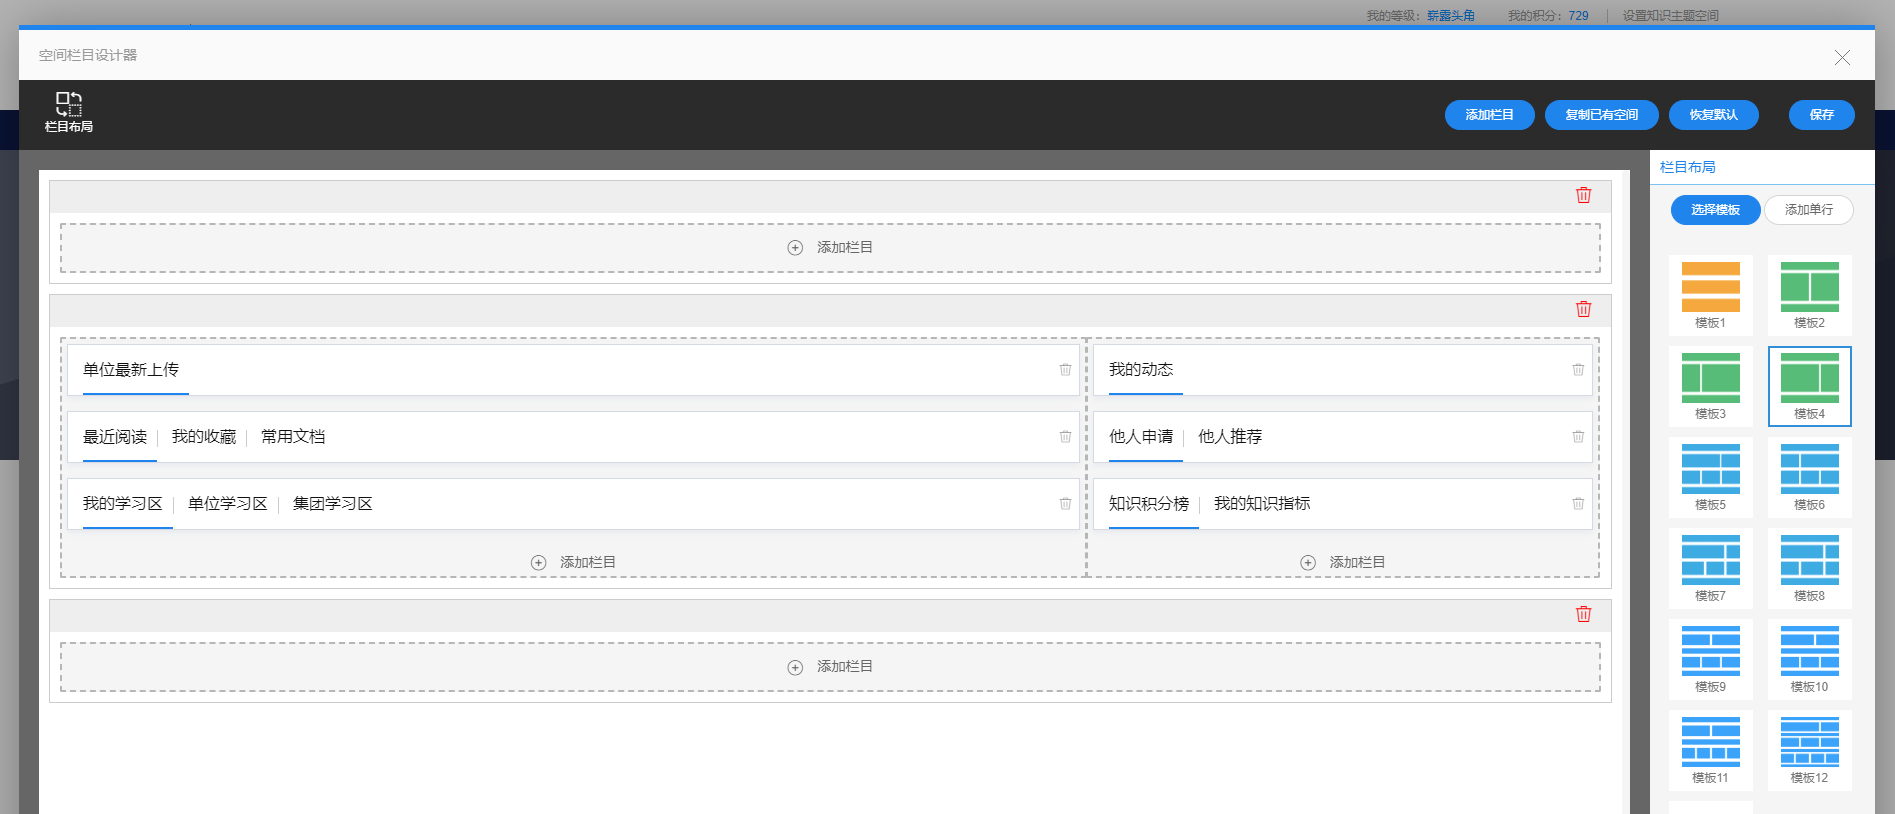 我的等级：崭露头角 我的积分：729 设置知识主题空间
空间栏目设计器
栏目布局
添加栏目 复制已有空间 恢复默认 保存
栏目布局
选择模板 添加单行
添加栏目
单位最新上传
最近阅读 我的收藏 常用文档
我的学习区 单位学习区 集团学习区
添加栏目
我的动态
他人申请 他人推荐
知识积分榜 我的知识指标
添加栏目
添加栏目
模板1 模板2
模板3 模板4
模板5 模板6
模板7 模板8
模板9 模板10
模板11 模板12